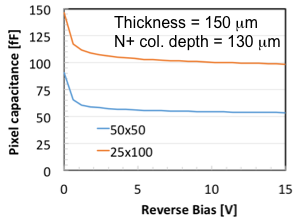 Thickness = 150 μm
N+ col. depth = 130 μm
Pixel capacitance [fF]
150
125
100
75
50
25
0
50x50
25x100
0 5 10 15
Reverse Bias [V]